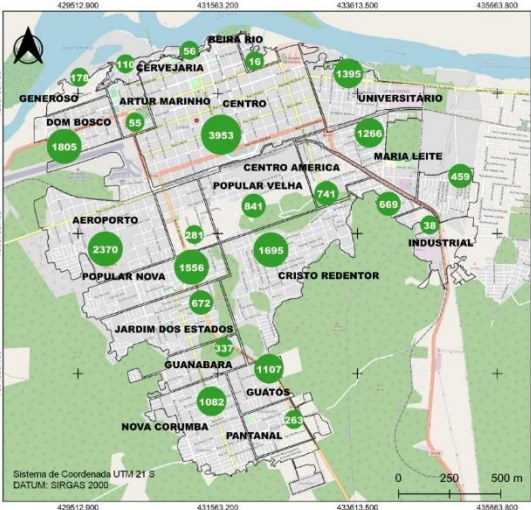 429512.900 431563.200 433613.500 435663.800
BEIRA RIO
56
110
16
CERVEJARIA
178
1395
GENEROSO
ARTUR MARINHO CENTRO
UNIVERSITÁRIO
DOM BOSCO
55
1266
3953
1805
MARIA LEITE
CENTRO AMERICA
459
POPULAR VELHA
741
841
669
AEROPORTO
38
281
INDUSTRIAL
2370
1695
1556
POPULAR NOVA
CRISTO REDENTOR
672
JARDIM DOS ESTADOS
337
GUANABARA
1107
GUATÓS
1082
263
NOVA CORUMBA
PANTANAL
Sistema de Coordenada UTM 21 S
DATUM: SIRGAS 2000
0 250 500 m
429512.900 431563.200 433613.500 435663.800